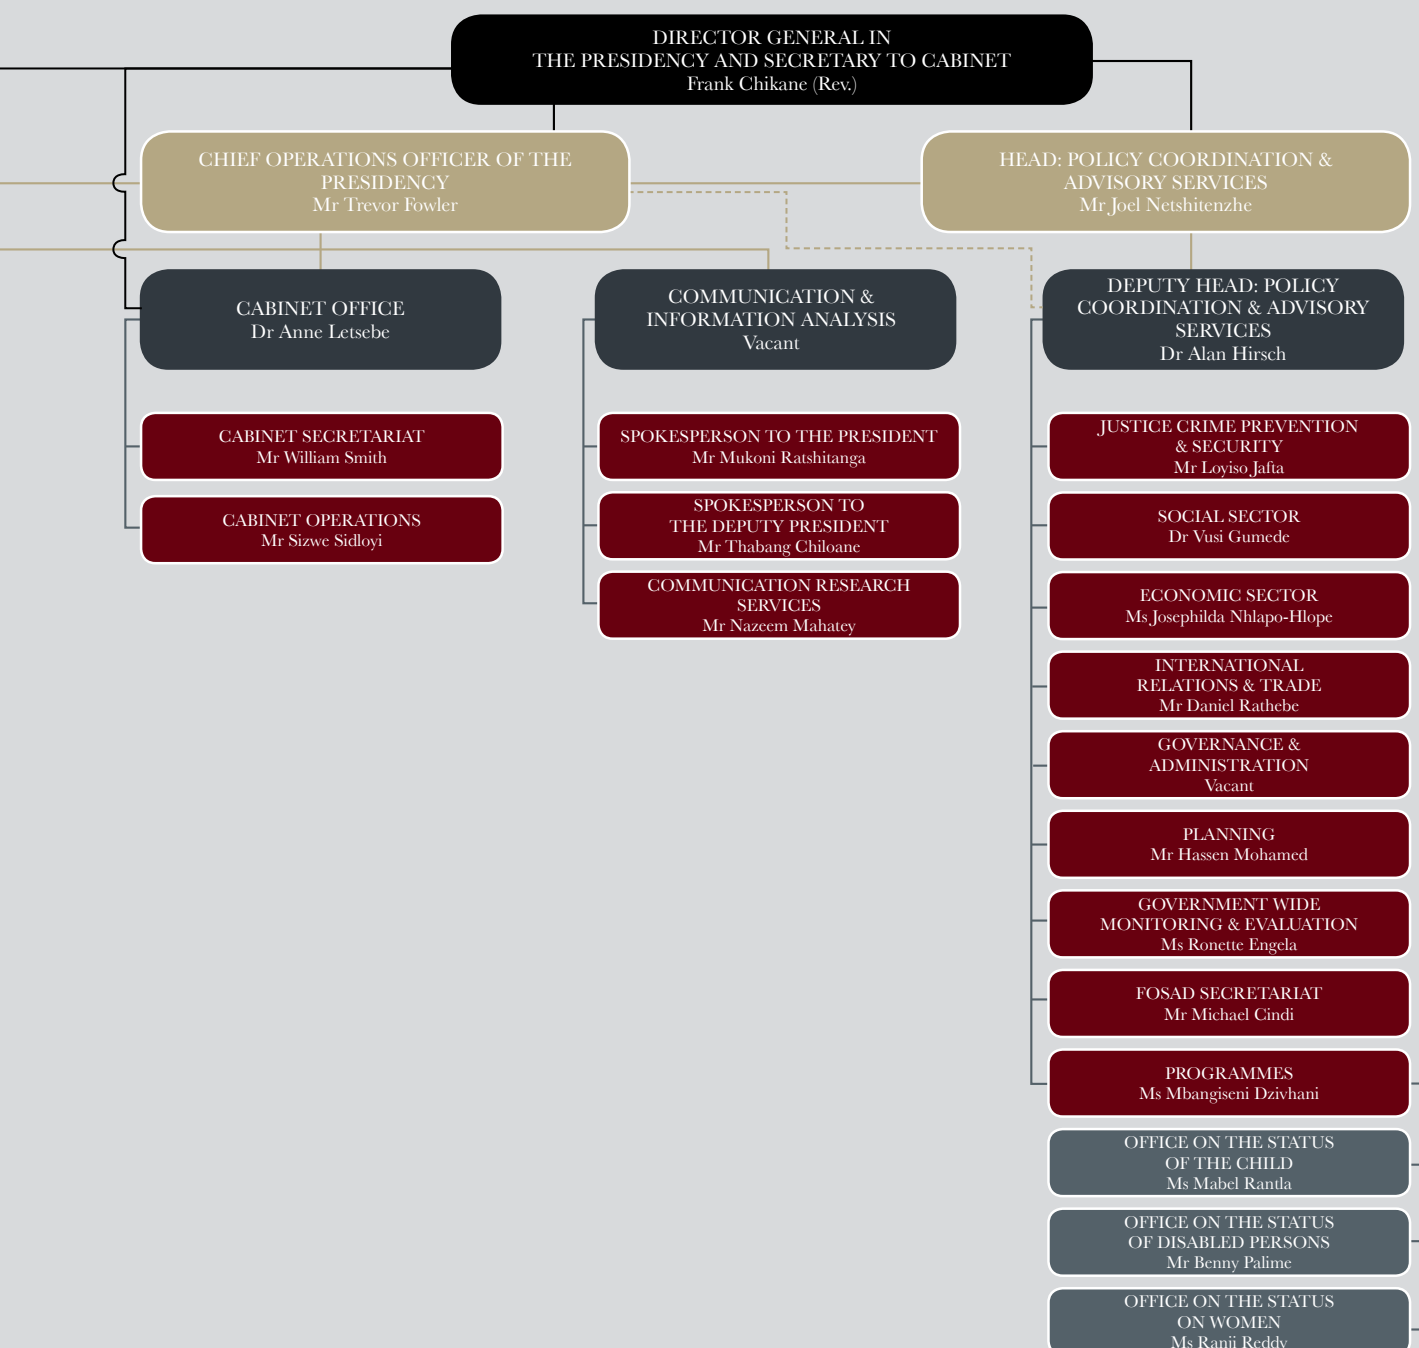 DIRECTOR GENERAL IN
THE PRESIDENCY AND SECRETARY TO CABINET
Frank Chikane (Rev.)
CHIEF OPERATIONS OFFICER OF THE
PRESIDENCY
Mr Trevor Fowler
HEAD: POLICY COORDINATION &
ADVISORY SERVICES
Mr Joel Netshitenzhe
CABINET OFFICE
Dr Anne Letsebe
CABINET SECRETARIAT
Mr William Smith
CABINET OPERATIONS
Mr Sizwe Sidloyi
COMMUNICATION &
INFORMATION ANALYSIS
Vacant
SPOKESPERSON TO THE PRESIDENT
Mr Mukoni Ratshitanga
SPOKESPERSON TO
THE DEPUTY PRESIDENT
Mr Thabang Chiloane
COMMUNICATION RESEARCH
SERVICES
Mr Nazeem Mahatey
DEPUTY HEAD: POLICY
COORDINATION & ADVISORY
SERVICES
Dr Alan Hirsch
JUSTICE CRIME PREVENTION
& SECURITY
Mr Loyiso Jafta
SOCIAL SECTOR
Dr Vusi Gumede
ECONOMIC SECTOR
Ms Josephilda Nhlapo-Hlope
INTERNATIONAL
RELATIONS & TRADE
Mr Daniel Rathebe
GOVERNANCE &
ADMINISTRATION
Vacant
PLANNING
Mr Hassen Mohamed
GOVERNMENT WIDE
MONITORING & EVALUATION
Ms Ronette Engela
FOSAD SECRETARIAT
Mr Michael Cindi
PROGRAMMES
Ms Mbangiseni Dzivhani
OFFICE ON THE STATUS
OF THE CHILD
Ms Mabel Rantla
OFFICE ON THE STATUS
OF DISABLED PERSONS
Mr Benny Palime
OFFICE ON THE STATUS
ON WOMEN
Ms Ranji Reddy